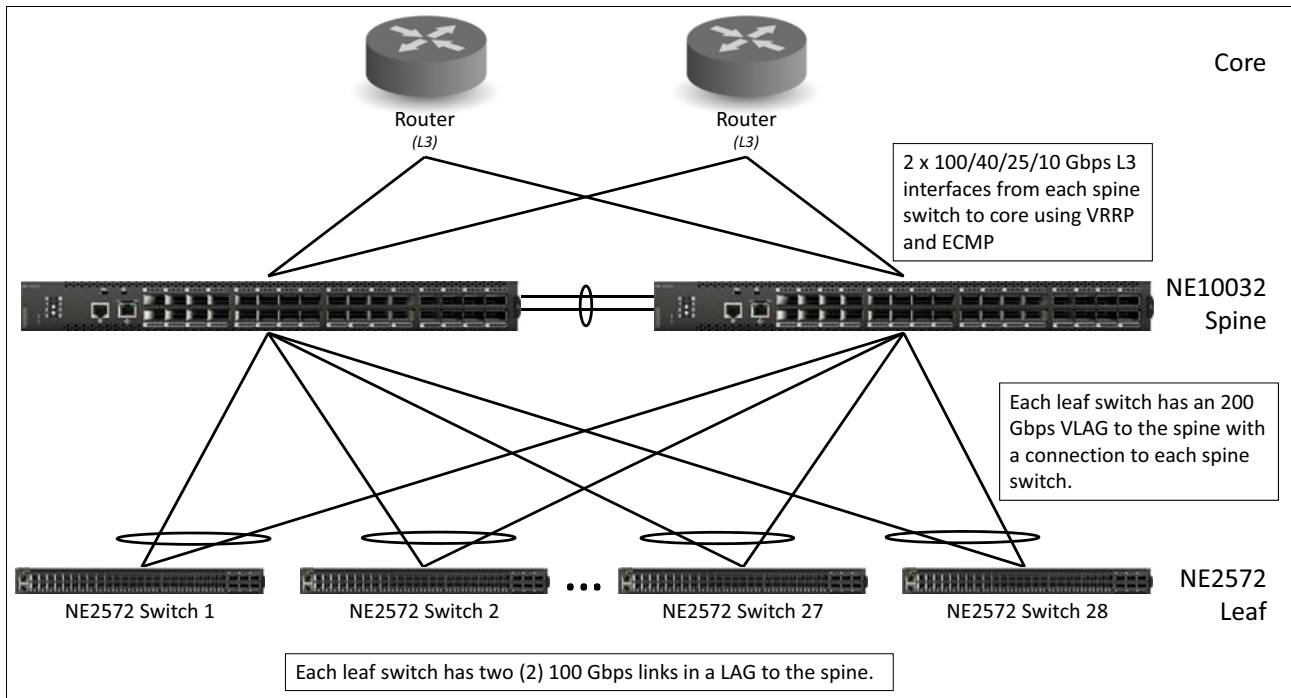 Core
Router
(L3)
Router
(L3)
2 x 100/40/25/10 Gbps L3
interfaces from each spine
switch to core using VRRP
and ECMP
NE10032
Spine
Each leaf switch has an 200
Gbps VLAG to the spine with
a connection to each spine
switch.
NE2572 Switch 1
NE2572 Switch 2
...
NE2572 Switch 27
NE2572 Switch 28
NE2572
Leaf
Each leaf switch has two (2) 100 Gbps links in a LAG to the spine.